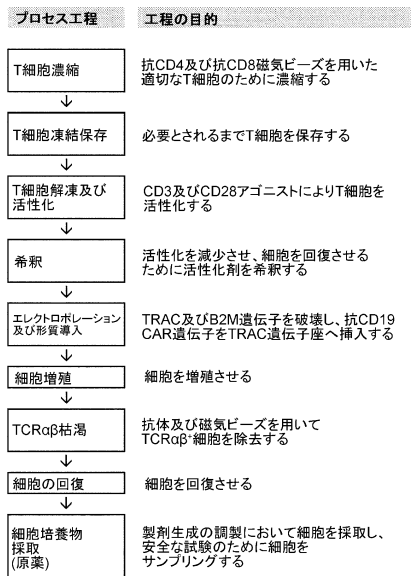 プロセス工程
工程の目的
T細胞濃縮
抗CD4及び抗CD8磁気ビーズを用いた
適切なT細胞のために濃縮する
T細胞凍結保存
必要とされるまでT細胞を保存する
T細胞解凍及び
活性化
CD3及びCD28アゴニストによりT細胞を
活性化する
希釈
活性化を減少させ、細胞を回復させる
ために活性化剤を希釈する
エレクトロポレーション
及び形質導入
TRAC及びB2M遺伝子を破壊し、抗CD19
CAR遺伝子をTRAC遺伝子座へ挿入する
細胞増殖
細胞を増殖させる
TCRαβ枯渇
抗体及び磁気ビーズを用いて
TCRαβ⁺細胞を除去する
細胞の回復
細胞を回復させる
細胞培養物
採取
(原薬)
製剤生成の調製において細胞を採取し、
安全な試験のために細胞を
サンプリングする